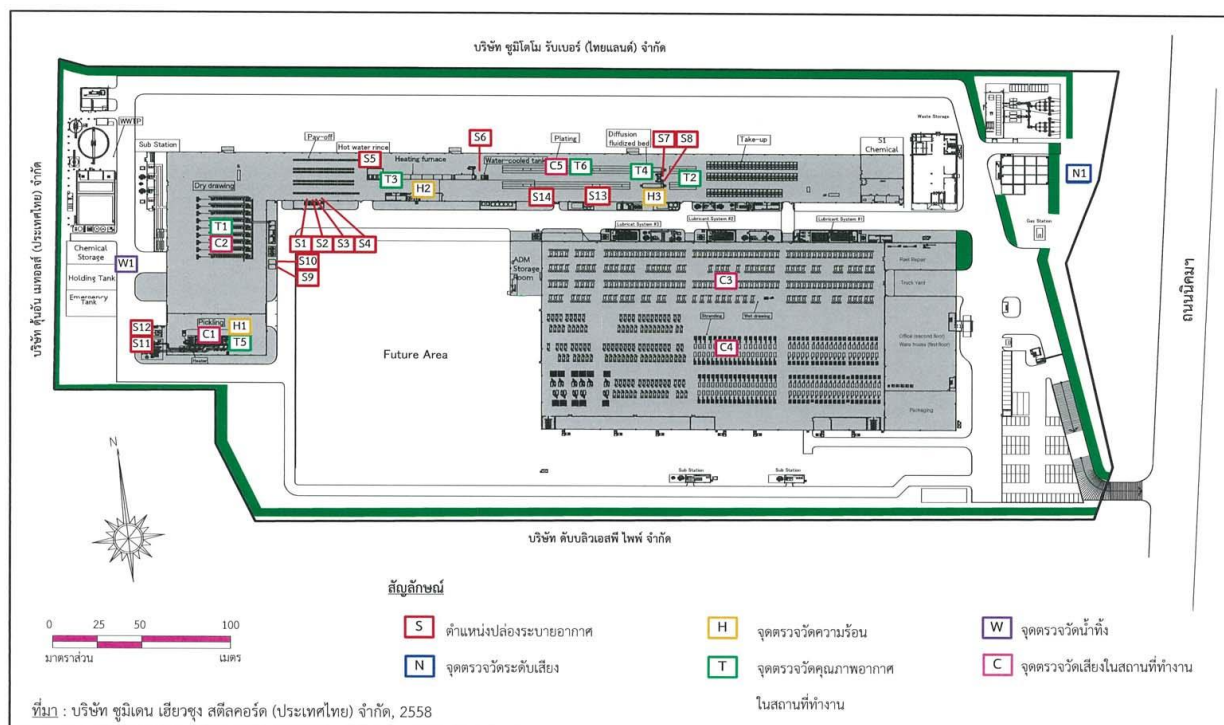 บริษัท ซูมิโตโม รับเบอร์ (ไทยแลนด์) จำกัด
บริษัท ตุ้นอัน เมทอลส์ (ประเทศไทย) จำกัด
ถนนนิคมฯ
WWTP
Sub Station
Pay-off
Hot water rince
S5
Heating furnace
S6
Water-cooled tank
Plating
C5
T6
Diffusion
fluidized bed
S7
S8
T4
T2
Take-up
S1
Chemical
Waste Storage
N1
Gas Station
Dry drawing
T3
H2
S14
S13
H3
T1
C2
S1
S2
S3
S4
S10
S9
Chemical
Storage
W1
Holding Tank
Emergency
Tank
Lubricat System #3
Lubricant System #2
Lubricant System #1
ADM
Storage
Room
C3
Reel Repair
Truck Yard
Stranding
Wet drawing
C4
Packaging
S12
S11
Pickling
C1
H1
T5
Heater
Future Area
Sub Station
Sub Station
บริษัท ดับบลิวเอสพี ไพพ์ จำกัด
N
สัญลักษณ์
0 25 50 100
มาตราส่วน เมตร
S ตำแหน่งปล่องระบายอากาศ
H จุดตรวจวัดความร้อน
W จุดตรวจวัดน้ำทิ้ง
N จุดตรวจวัดระดับเสียง
T จุดตรวจวัดคุณภาพอากาศ
ในสถานที่ทำงาน
C จุดตรวจวัดเสียงในสถานที่ทำงาน
ที่มา : บริษัท ซูมิเดน เฮียวซุง สตีลคอร์ด (ประเทศไทย) จำกัด, 2558